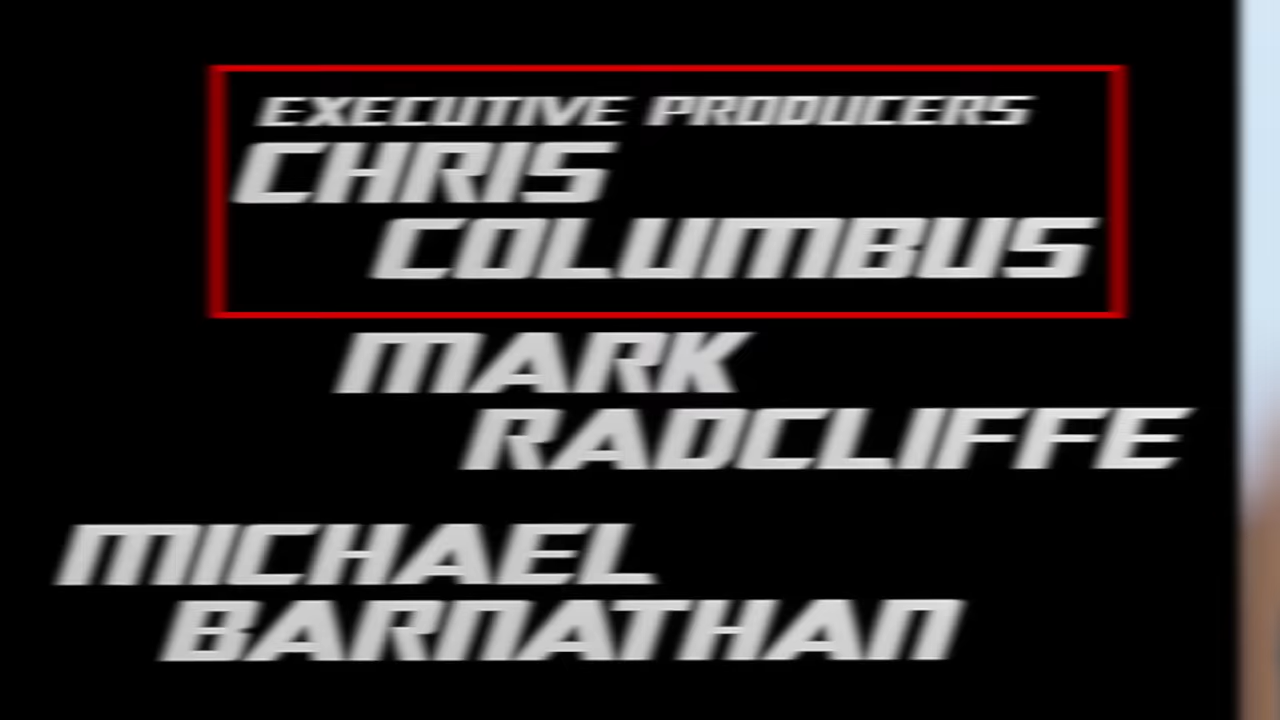 EXECUTIVE PRODUCERS
CHRIS
COLUMBUS
MARK
RADCLIFFE
MICHAEL
BARNATHAN